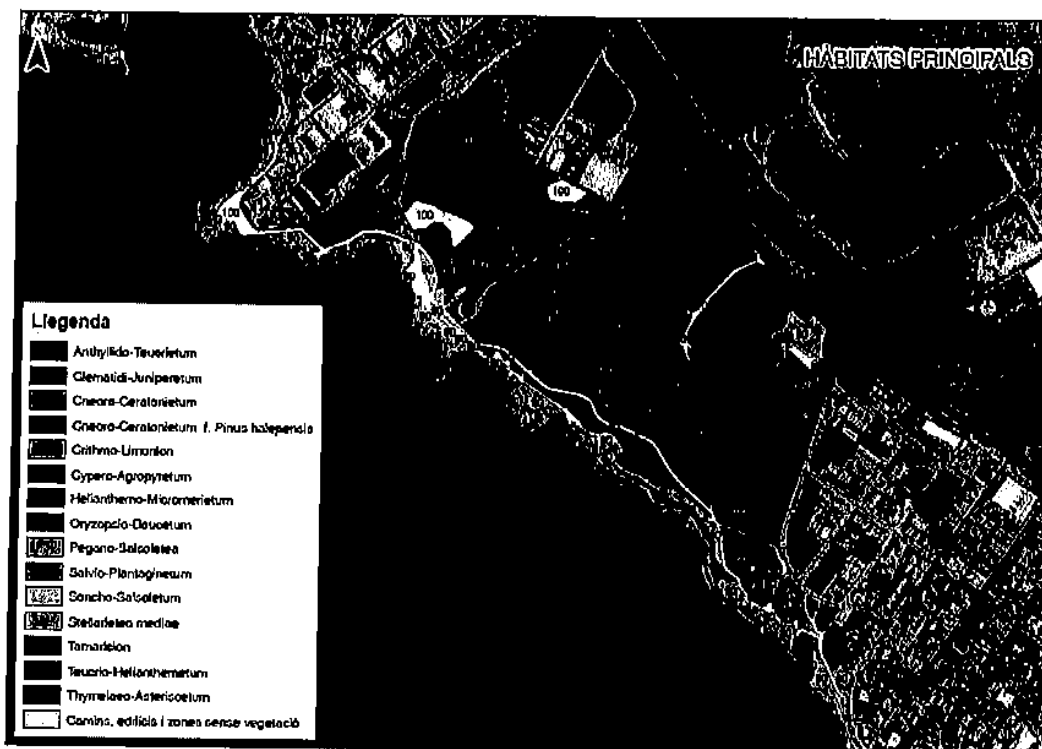 HÀBITATS PRINCIPALS
100
100
100
Llegenda
Anthyllido-Teucrietum
Clematidi-Juniperetum
Cneoro-Ceratonietum
Cneoro-Ceratonietum f. Pinus halepensis
Crithmo-Limonion
Cypero-Agropyretum
Helianthemo-Micromerietum
Oryzopsio-Daucetum
Pegano-Salsoletea
Salvio-Plantaginetum
Soncho-Salsoletum
Stellarietea mediae
Tamaricion
Teucrio-Helianthemetum
Thymelaeo-Asteriscetum
Camins, edificis i zones sense vegetació